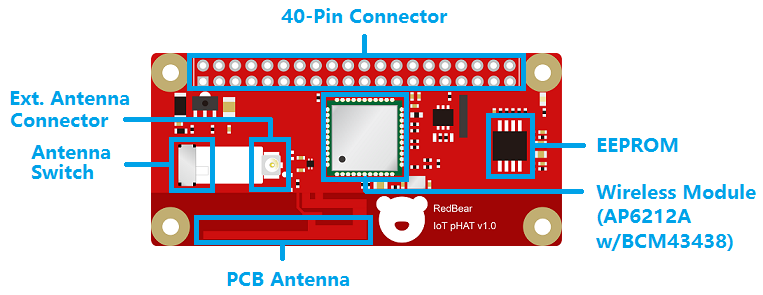 40-Pin Connector
Ext. Antenna
Connector
Antenna
Switch
EEPROM
Wireless Module
(AP6212A
w/BCM43438)
RedBear
IoT pHAT v1.0
PCB Antenna